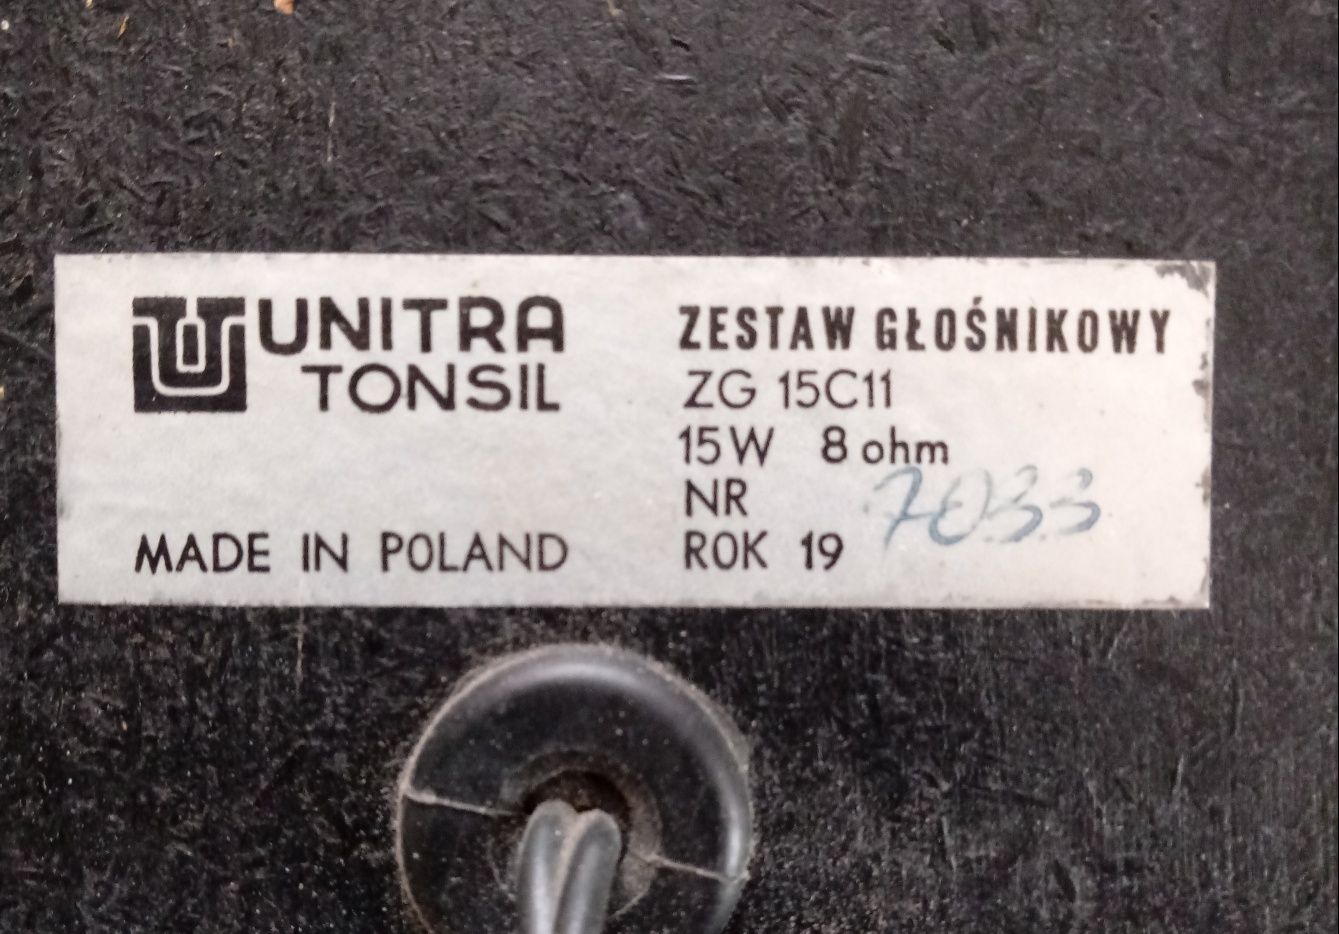 UNITRA
TONSIL
MADE IN POLAND
ZESTAW GŁOŚNIKOWY
ZG 15C11
15W 8 ohm
NR 7033
ROK 19